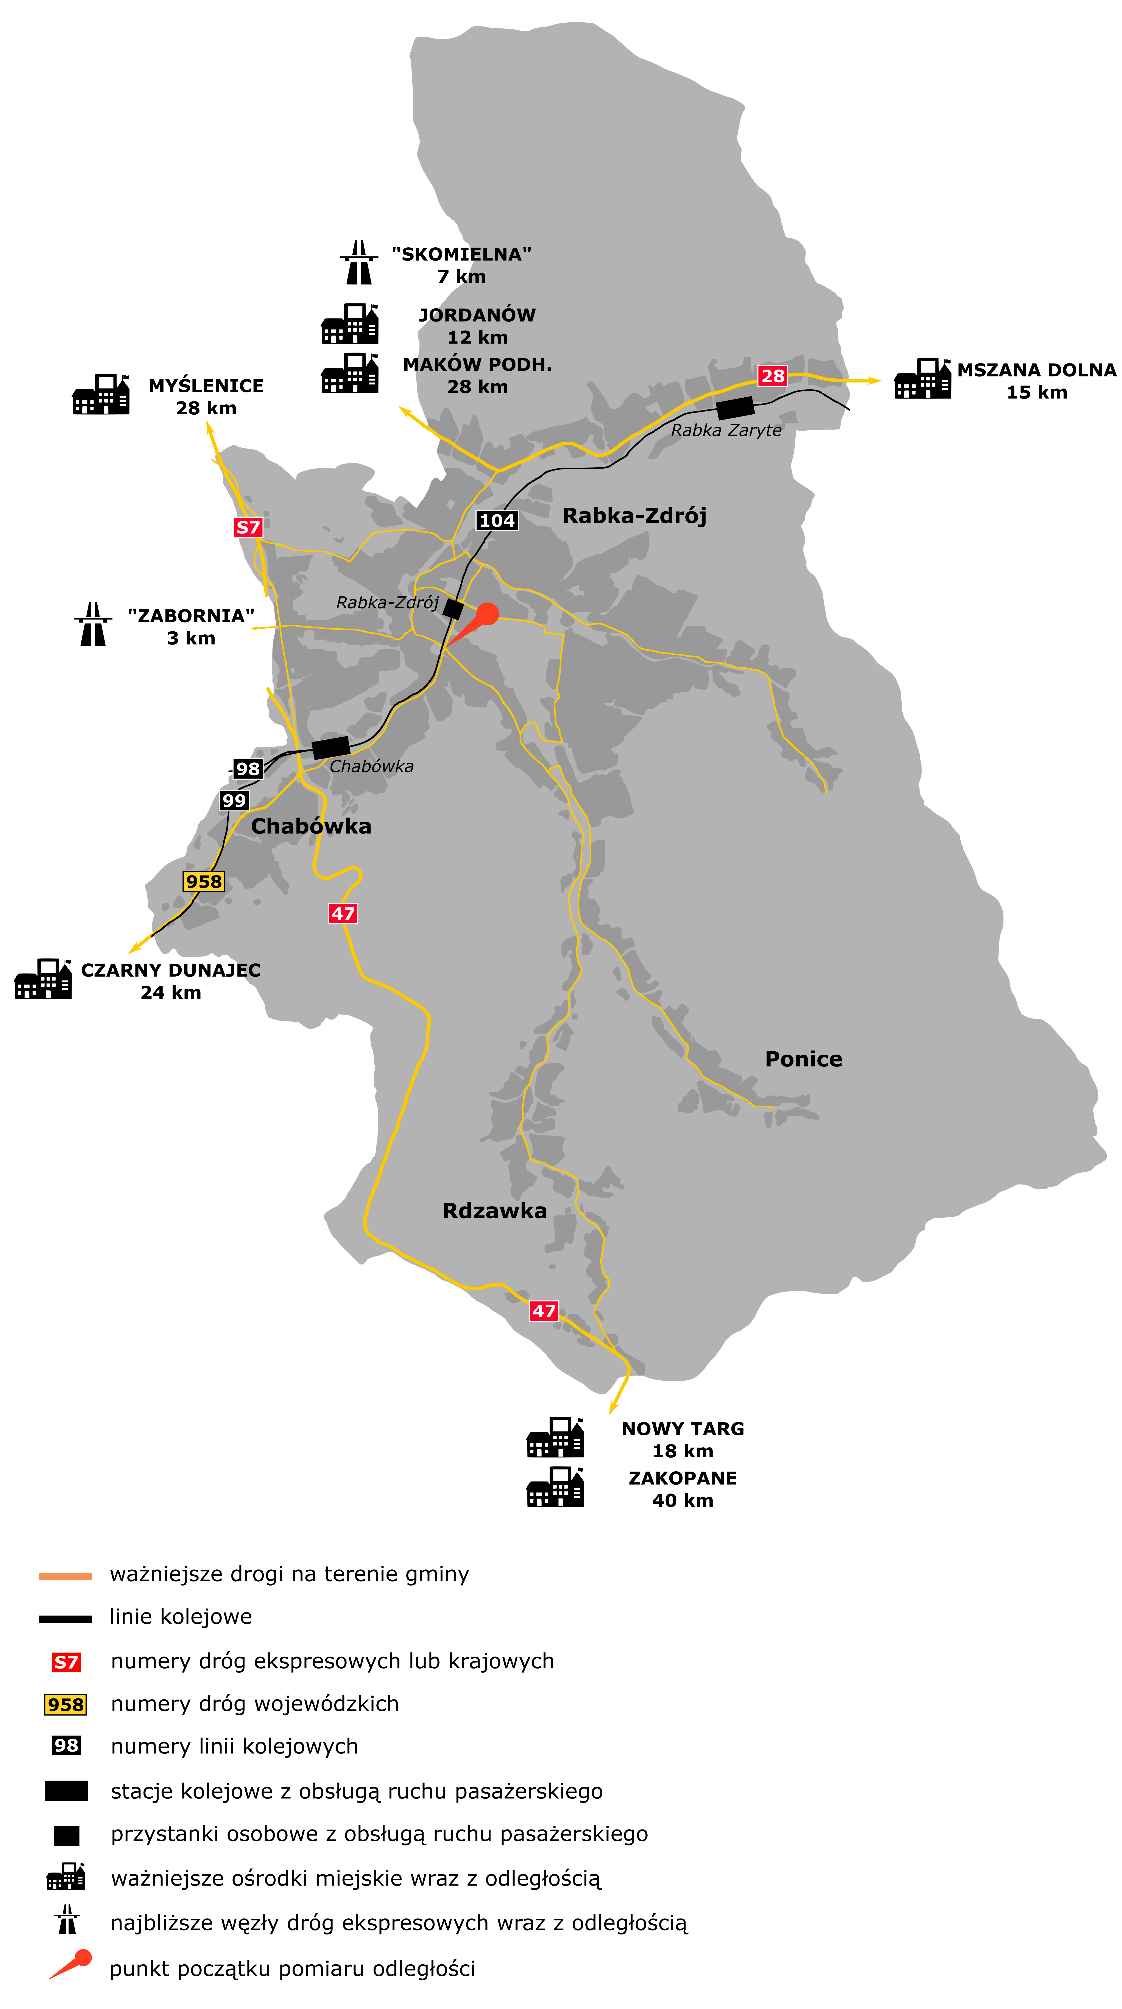 "SKOMIELNA"
7 km
JORDANÓW
12 km
MAKÓW PODH.
28 km
MYŚLENICE
28 km
28
MSZANA DOLNA
15 km
Rabka Zaryte
S7
104
Rabka-Zdrój
Rabka-Zdrój
"ZABORNIA"
3 km
98
Chabówka
99
Chabówka
958
47
CZARNY DUNAJEC
24 km
Ponice
Rdzawka
47
NOWY TARG
18 km
ZAKOPANE
40 km
ważniejsze drogi na terenie gminy
linie kolejowe
S7 numery dróg ekspresowych lub krajowych
958 numery dróg wojewódzkich
98 numery linii kolejowych
stacje kolejowe z obsługą ruchu pasażerskiego
przystanki osobowe z obsługą ruchu pasażerskiego
ważniejsze ośrodki miejskie wraz z odległością
najbliższe węzły dróg ekspresowych wraz z odległością
punkt początku pomiaru odległości